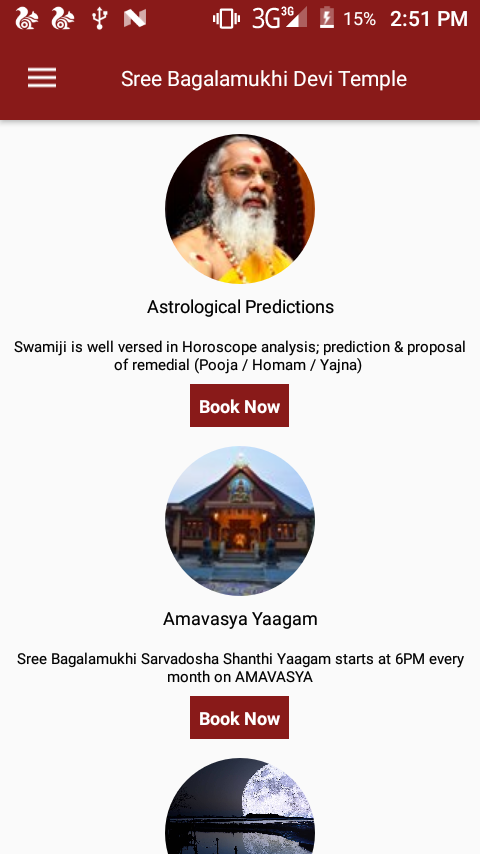 3G 3G 15% 2:51 PM
Sree Bagalamukhi Devi Temple
Astrological Predictions
Swamiji is well versed in Horoscope analysis; prediction & proposal
of remedial (Pooja / Homam / Yajna)
Book Now
Amavasya Yaagam
Sree Bagalamukhi Sarvadosha Shanthi Yaagam starts at 6PM every
month on AMAVASYA
Book Now